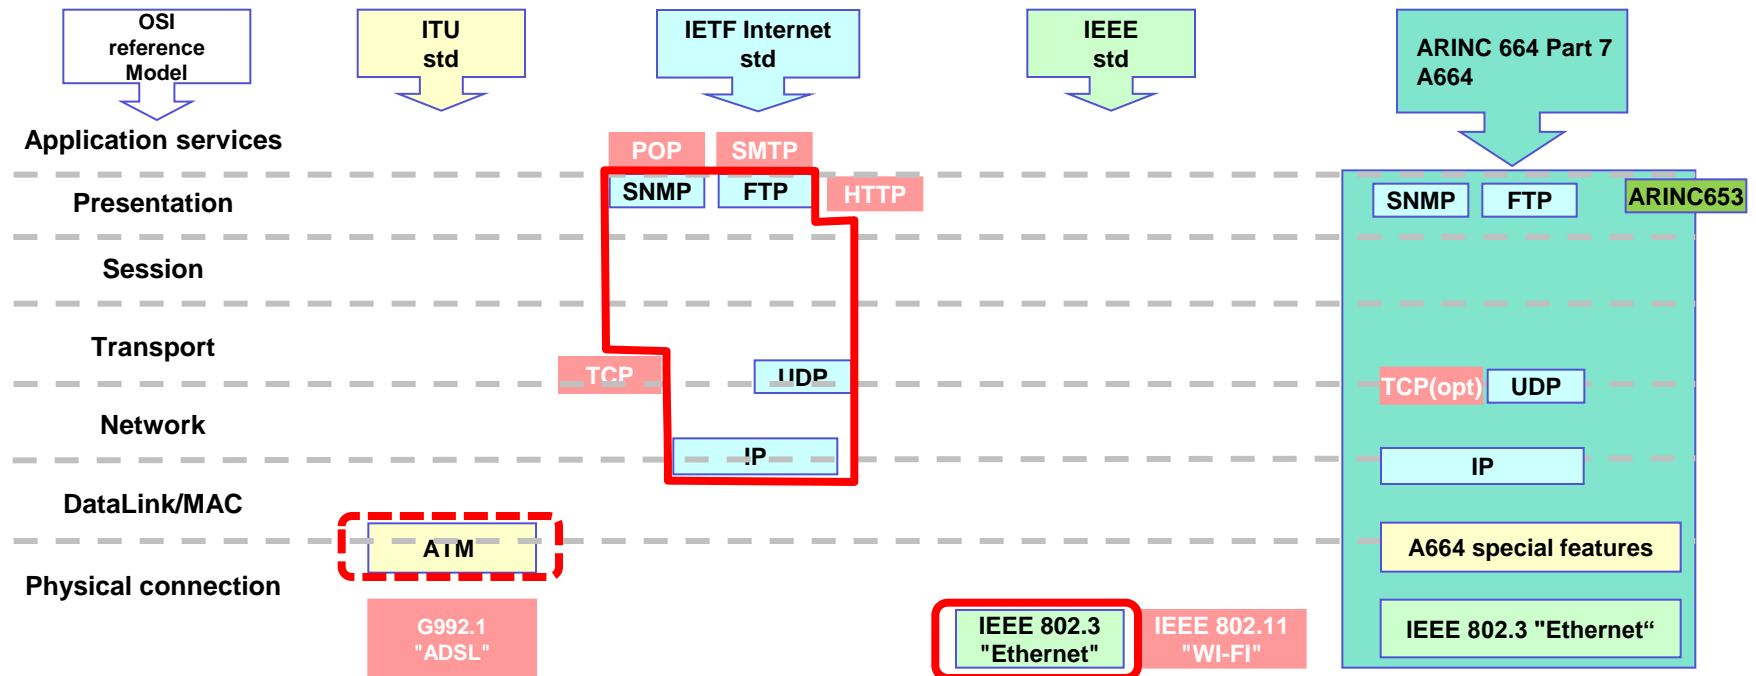 OSI
reference
Model
ITU
std
IETF Internet
std
IEEE
std
ARINC 664 Part 7
A664
Application services
POP
SMTP
Presentation
SNMP
FTP
HTTP
SNMP
FTP
ARINC653
Session
Transport
TCP
UDP
TCP(opt)
UDP
Network
IP
IP
DataLink/MAC
ATM
A664 special features
Physical connection
G992.1
"ADSL"
IEEE 802.3
"Ethernet"
IEEE 802.11
"WI-FI"
IEEE 802.3 "Ethernet“